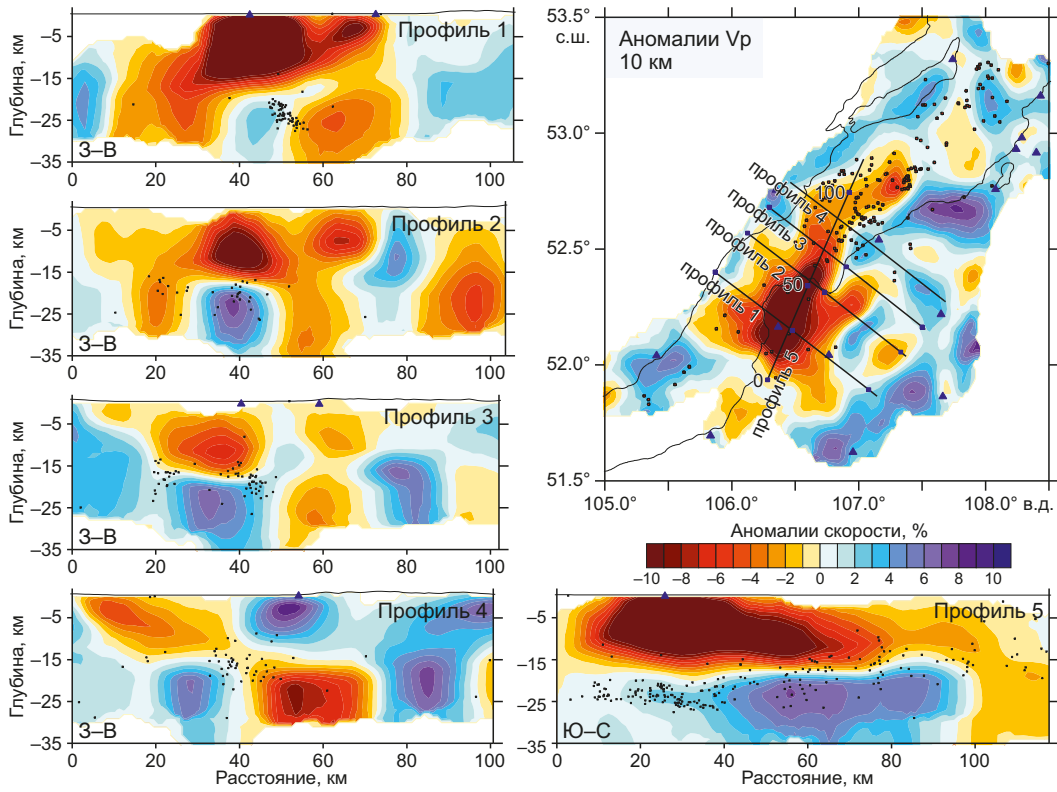 Профиль 1
Глубина, км
–5
–15
–25
–35
З–В
0 20 40 60 80 100
Профиль 2
Глубина, км
–5
–15
–25
–35
З–В
0 20 40 60 80 100
Профиль 3
Глубина, км
–5
–15
–25
–35
З–В
0 20 40 60 80 100
Профиль 4
Глубина, км
–5
–15
–25
–35
З–В
0 20 40 60 80 100
Расстояние, км
53.5°
с.ш.
53.0°
52.5°
52.0°
51.5°
Аномалии Vp
10 км
профиль 4
100
профиль 3
профиль 2
50
профиль 1
0
профиль 5
105.0° 106.0° 107.0° 108.0° в.д.
Аномалии скорости, %
–10 –8 –6 –4 –2 0 2 4 6 8 10
Профиль 5
–5
–15
–25
–35
Ю–С
0 20 40 60 80 100 120
Расстояние, км